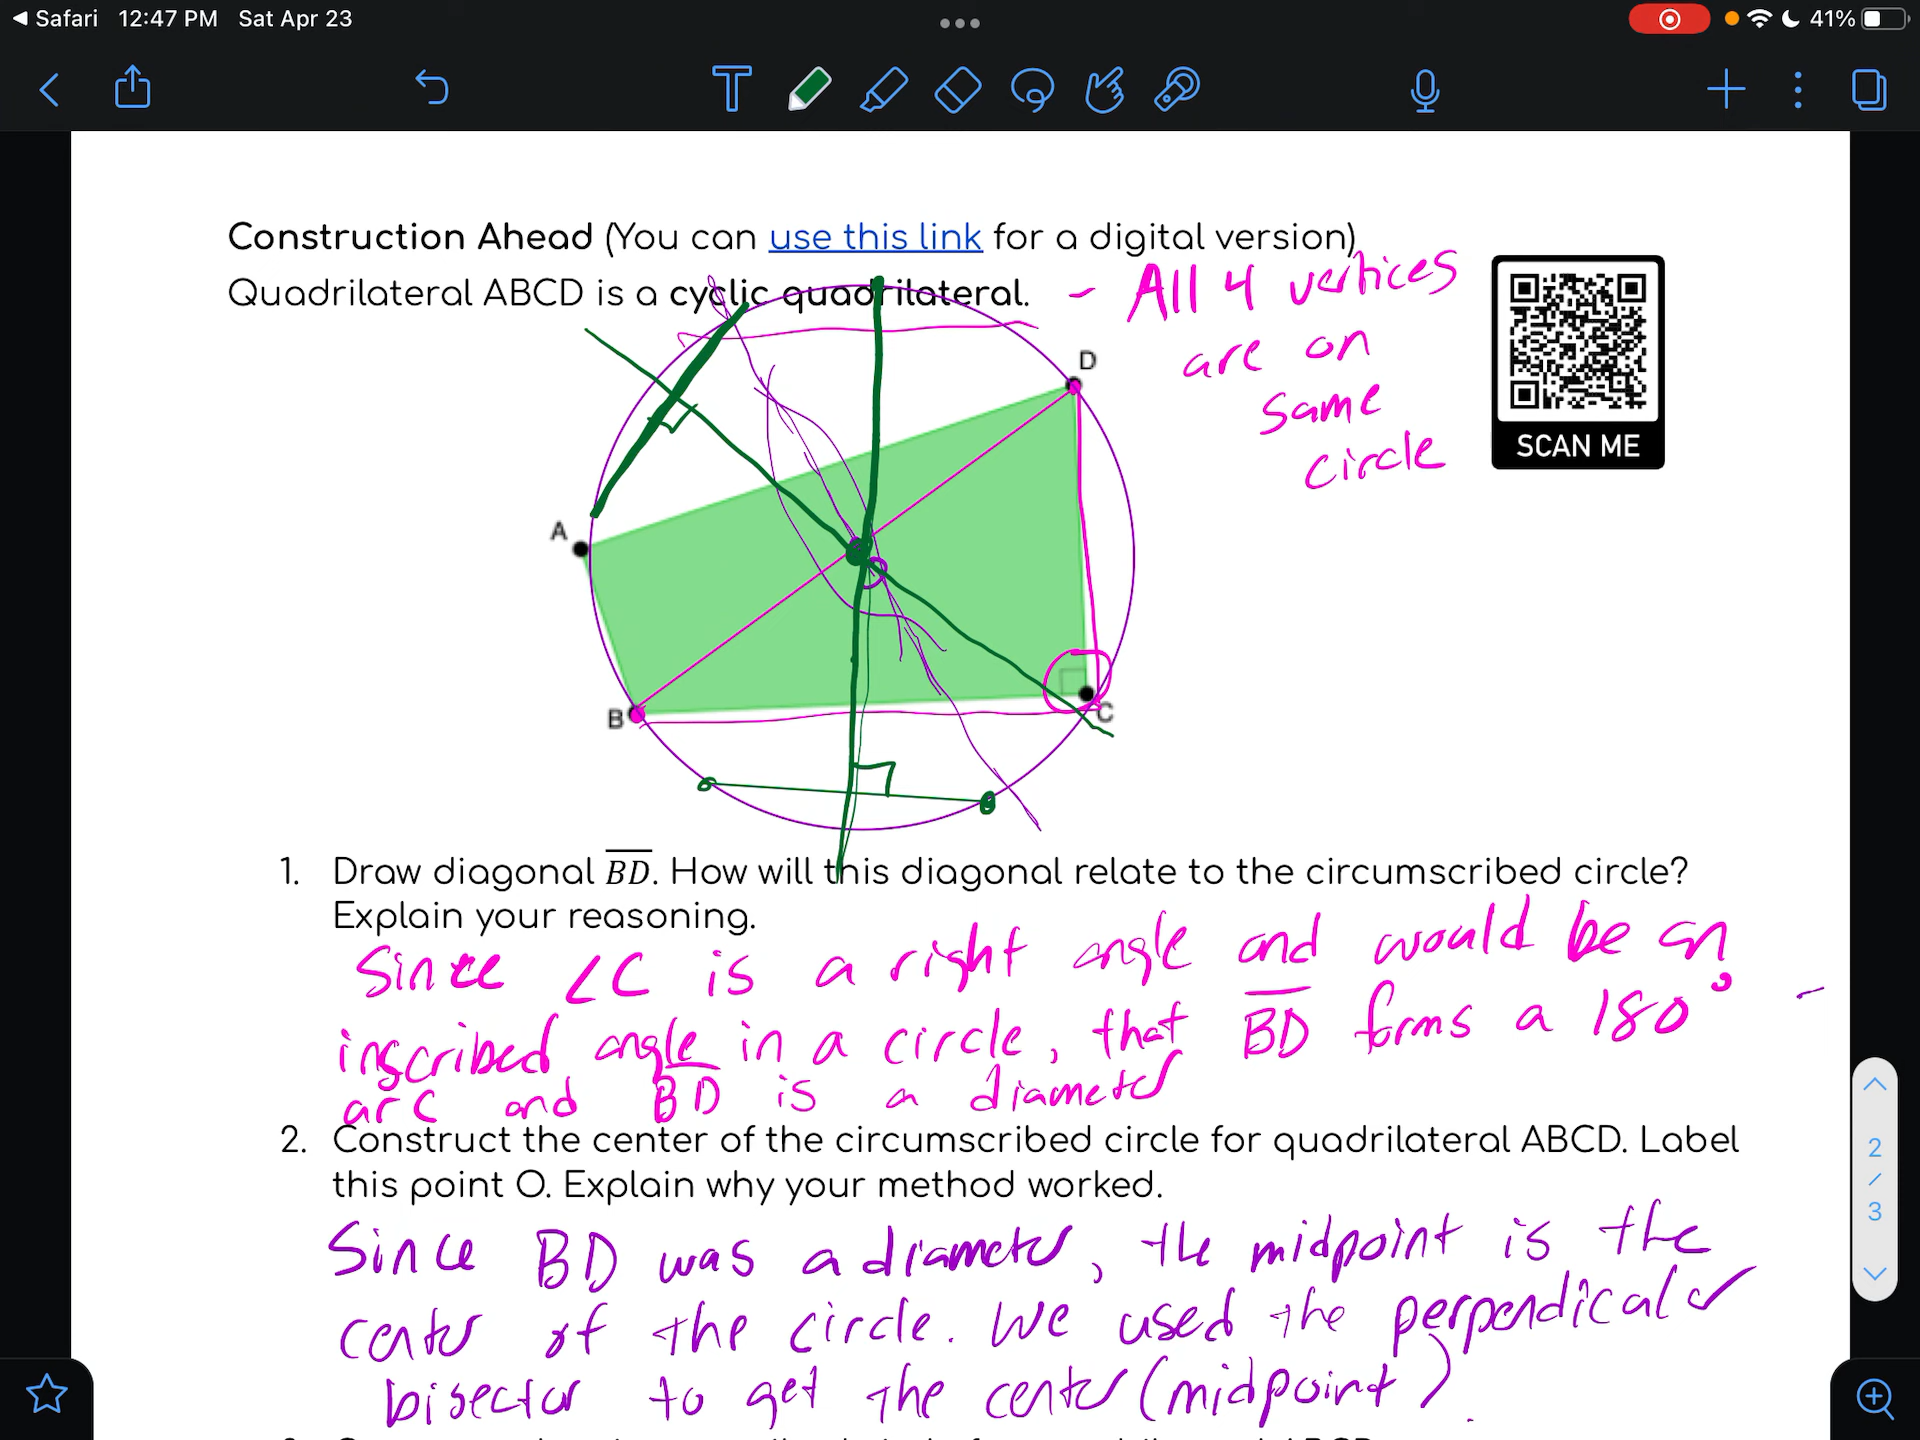 Safari 12:47 PM Sat Apr 23 41%
Construction Ahead (You can use this link for a digital version)
Quadrilateral ABCD is a cyclic quadrilateral. - All 4 vertices
are on
same
circle
SCAN ME
D
A
B
C
1. Draw diagonal BD. How will this diagonal relate to the circumscribed circle?
Explain your reasoning.
Since ∠C is a right angle and would be an
inscribed angle in a circle, that BD forms a 180°
arc and BD is a diameter
2. Construct the center of the circumscribed circle for quadrilateral ABCD. Label
this point O. Explain why your method worked.
Since BD was a diameter, the midpoint is the
center of the circle. We used the perpendicular
bisector to get the center (midpoint).
2
/
3